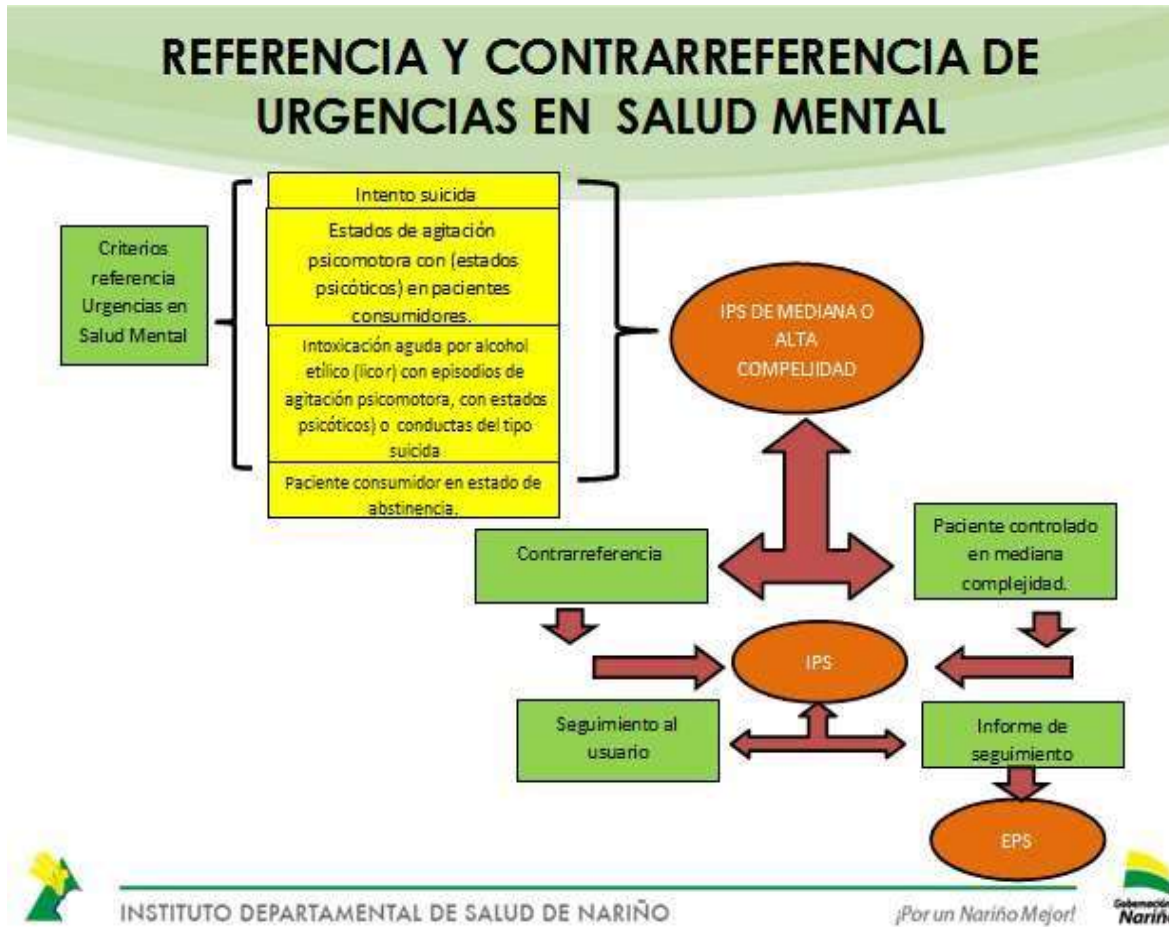 REFERENCIA Y CONTRARREFERENCIA DE
URGENCIAS EN SALUD MENTAL
Criterios
referencia
Urgencias en
Salud Mental
Intento suicida
Estados de agitación
psicomotora con (estados
psicóticos) en pacientes
consumidores.
Intoxicación aguda por alcohol
etílico (licor) con episodios de
agitación psicomotora, con estados
psicóticos) o conductas del tipo
suicida
Paciente consumidor en estado de
abstinencia.
IPS DE MEDIANA O
ALTA
COMPELJIDAD
Contrarreferencia
Paciente controlado
en mediana
complejidad.
IPS
Seguimiento al
usuario
Informe de
seguimiento
EPS
INSTITUTO DEPARTAMENTAL DE SALUD DE NARIÑO
¡Por un Nariño Mejor!
Gobernación
Nariño